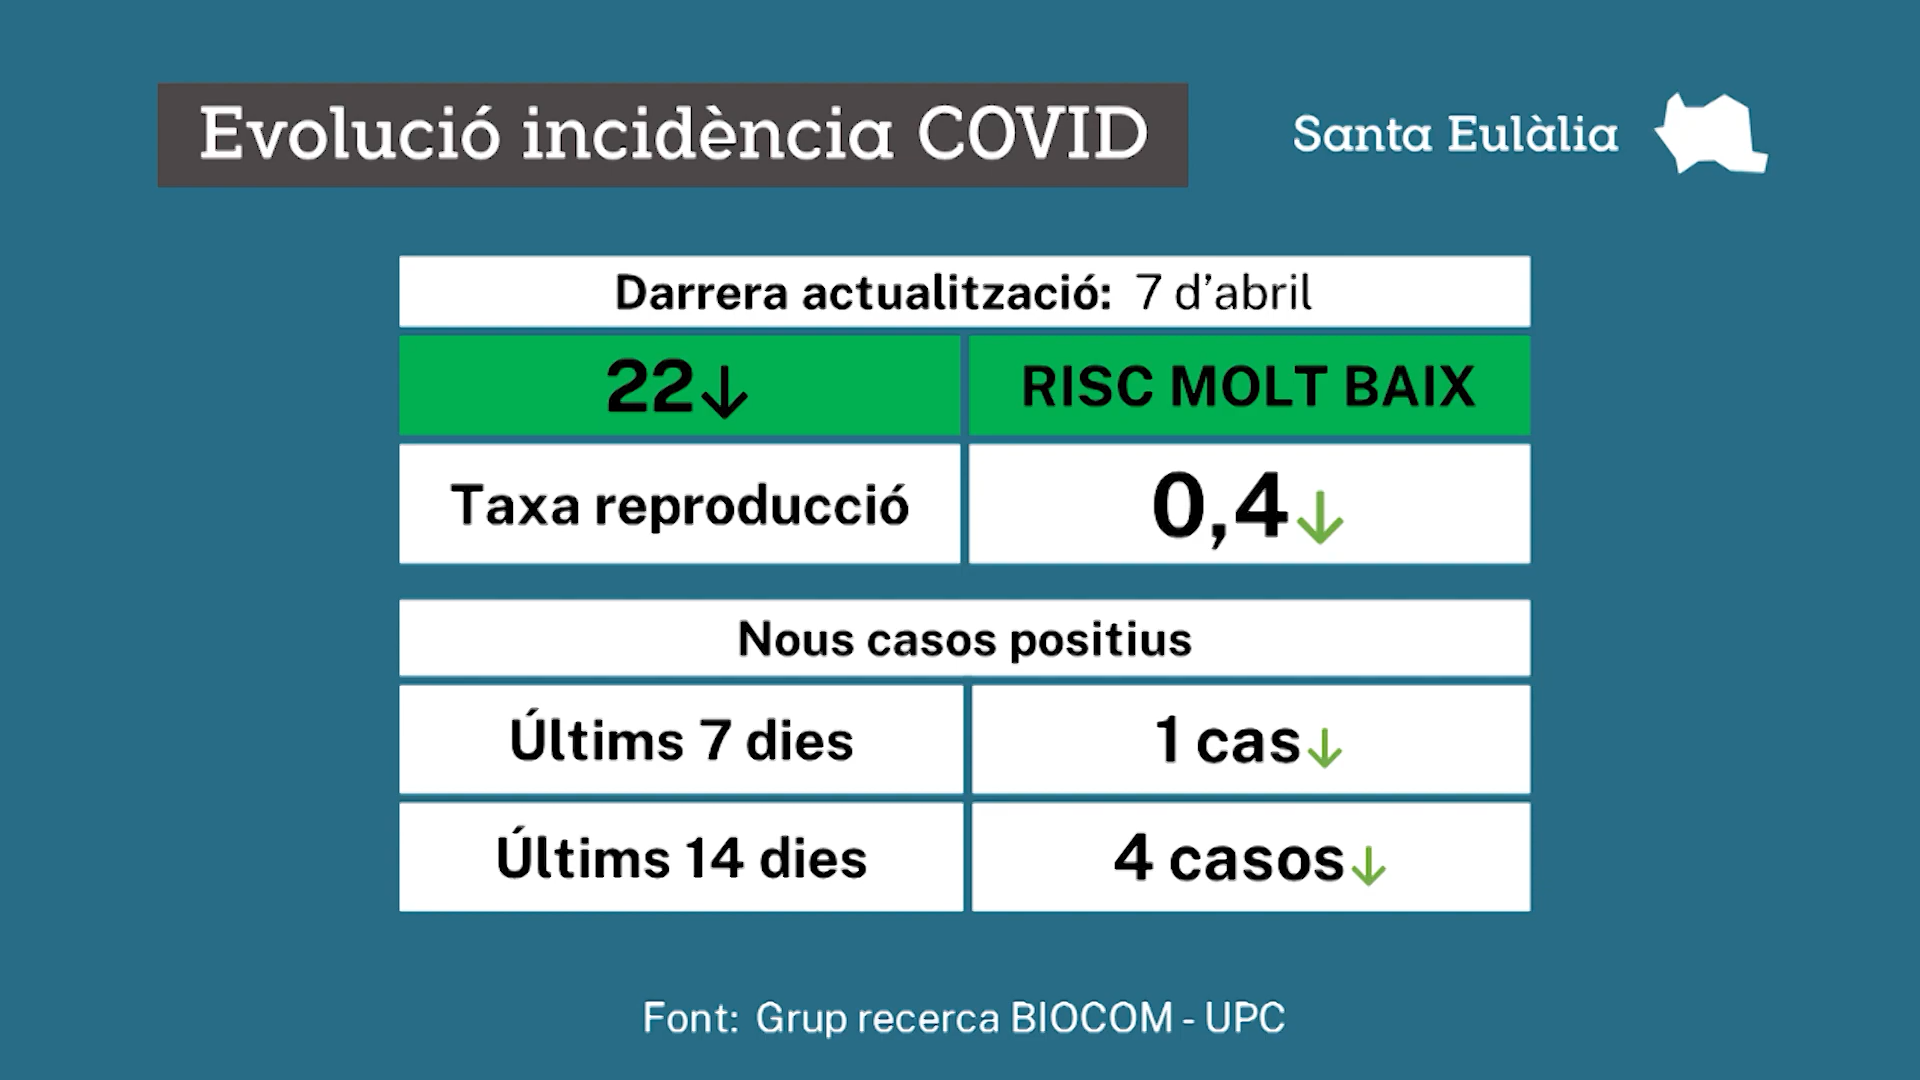 Evolució incidència COVID
Santa Eulàlia
Darrera actualització: 7 d’abril
22↓
RISC MOLT BAIX
Taxa reproducció
0,4↓
Nous casos positius
Últims 7 dies
1 cas↓
Últims 14 dies
4 casos↓
Font: Grup recerca BIOCOM - UPC